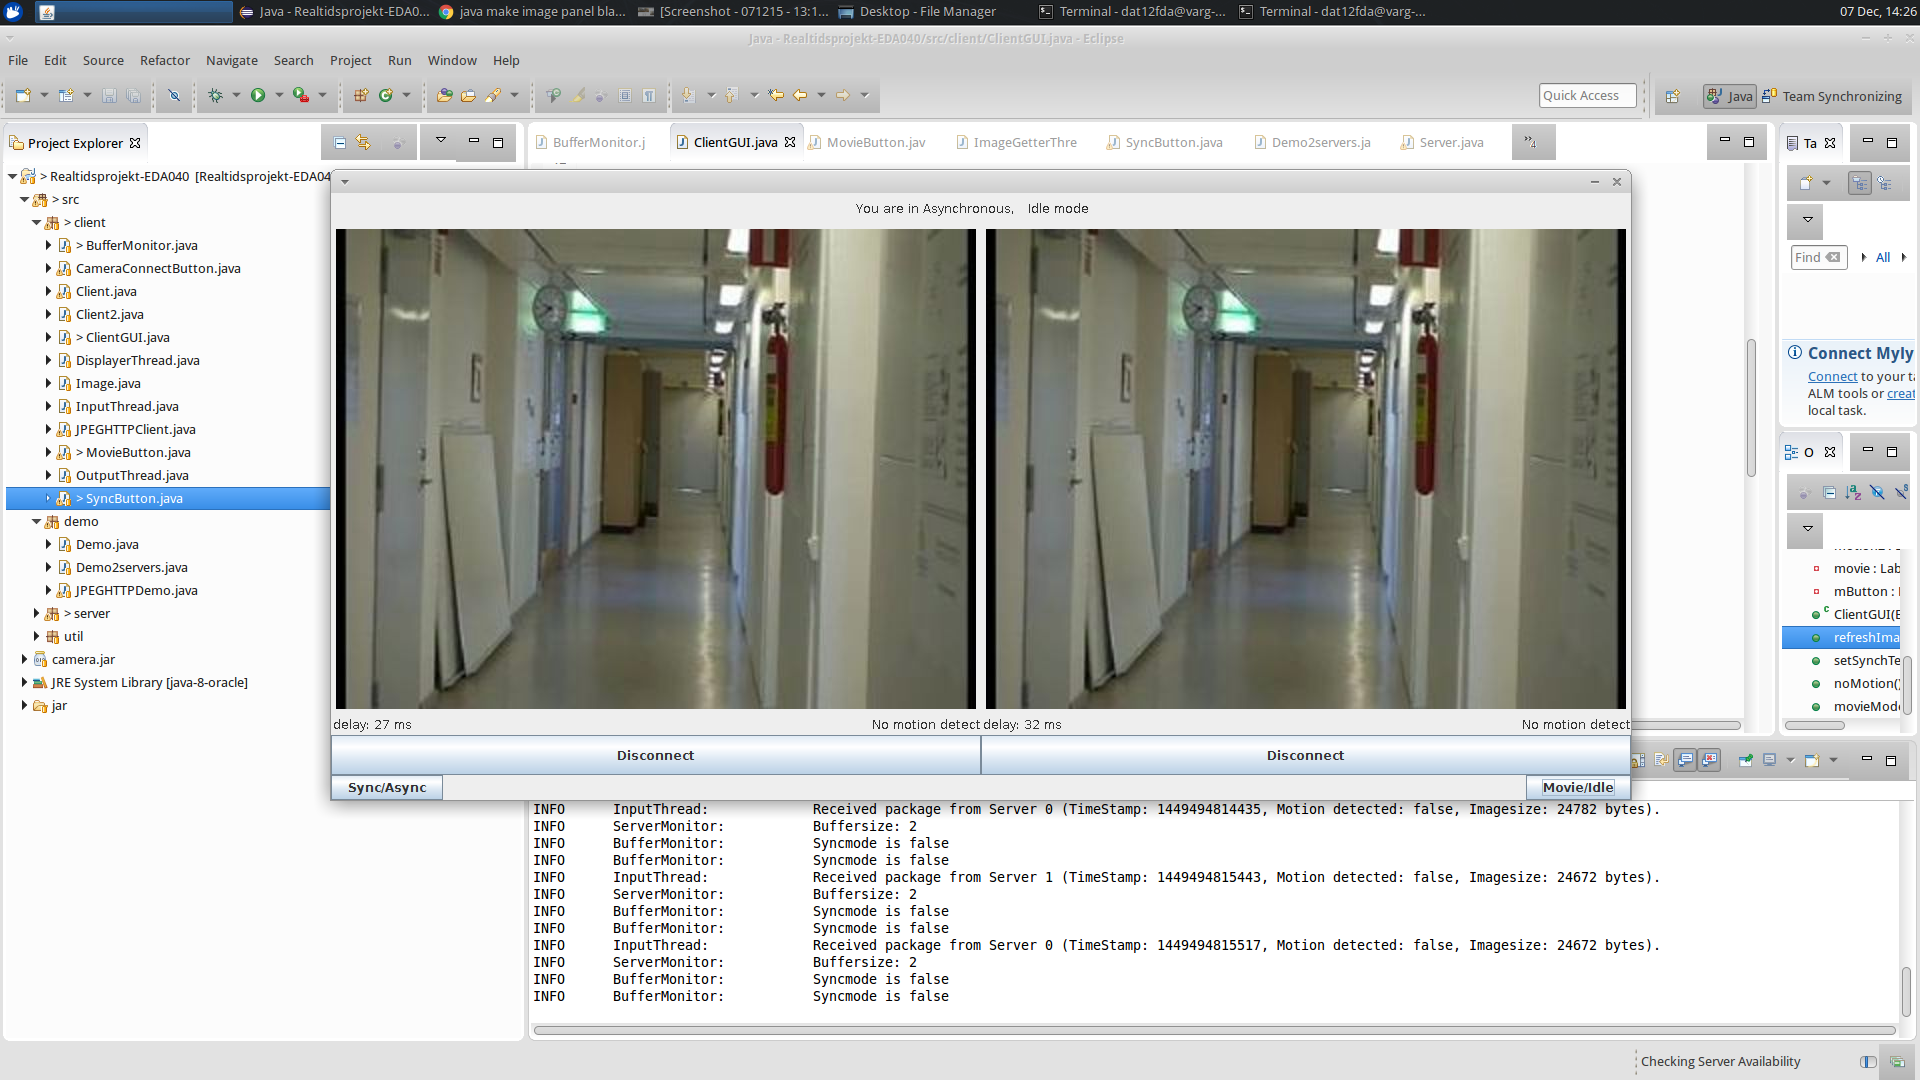 Java - Realtidsprojekt-EDA0... java make image panel bla... [Screenshot - 071215 - 13:1... Desktop - File Manager Terminal - dat12fda@varg-... Terminal - dat12fda@varg-... 07 Dec, 14:26
Java - Realtidsprojekt-EDA040/src/client/ClientGUI.java - Eclipse
File Edit Source Refactor Navigate Search Project Run Window Help
Quick Access Java Team Synchronizing
Project Explorer
BufferMonitor.j ClientGUI.java MovieButton.jav ImageGetterThre SyncButton.java Demo2servers.ja Server.java »4
Ta
> Realtidsprojekt-EDA040 [Realtidsprojekt-EDA04
> src
> client
> BufferMonitor.java
CameraConnectButton.java
Client.java
Client2.java
> ClientGUI.java
DisplayerThread.java
Image.java
InputThread.java
JPEGHTTPClient.java
> MovieButton.java
OutputThread.java
> SyncButton.java
demo
Demo.java
Demo2servers.java
JPEGHTTPDemo.java
> server
util
camera.jar
JRE System Library [java-8-oracle]
jar
You are in Asynchronous, Idle mode
delay: 27 ms No motion detect delay: 32 ms No motion detect
Disconnect Disconnect
Sync/Async Movie/Idle
Find All
Connect Myly
Connect to your ta
ALM tools or creat
local task.
O
movie : Lab
mButton :
ClientGUI(E
refreshIma
setSynchTe
noMotion()
movieMod
INFO InputThread: Received package from Server 0 (TimeStamp: 1449494814435, Motion detected: false, Imagesize: 24782 bytes).
INFO ServerMonitor: Buffersize: 2
INFO BufferMonitor: Syncmode is false
INFO BufferMonitor: Syncmode is false
INFO InputThread: Received package from Server 1 (TimeStamp: 1449494815443, Motion detected: false, Imagesize: 24672 bytes).
INFO ServerMonitor: Buffersize: 2
INFO BufferMonitor: Syncmode is false
INFO BufferMonitor: Syncmode is false
INFO InputThread: Received package from Server 0 (TimeStamp: 1449494815517, Motion detected: false, Imagesize: 24672 bytes).
INFO ServerMonitor: Buffersize: 2
INFO BufferMonitor: Syncmode is false
INFO BufferMonitor: Syncmode is false
Checking Server Availability